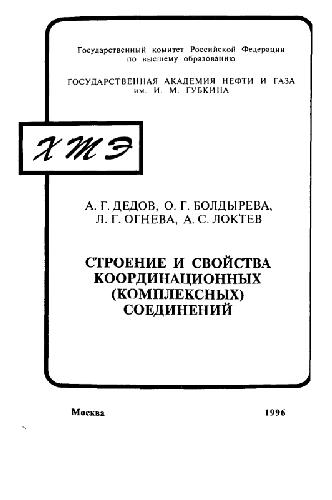 Государственный комитет Российской Федерации
по высшему образованию
ГОСУДАРСТВЕННАЯ АКАДЕМИЯ НЕФТИ И ГАЗА
им. И. М. ГУБКИНА
ХТЭ
А. Г. ДЕДОВ, О. Г. БОЛДЫРЕВА,
Л. Г. ОГНЕВА, А. С. ЛОКТЕВ
СТРОЕНИЕ И СВОЙСТВА
КООРДИНАЦИОННЫХ
(КОМПЛЕКСНЫХ)
СОЕДИНЕНИЙ
Москва 1996